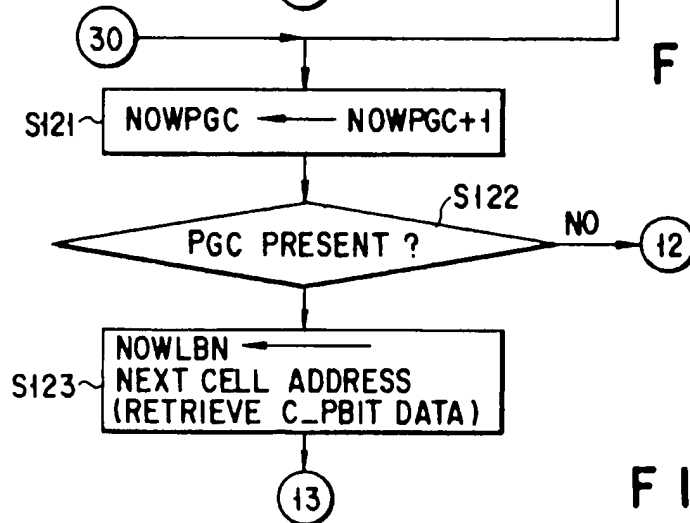 30
F
S121 NOWPGC ← NOWPGC+1
S122
PGC PRESENT ?
NO
12
NOWLBN ←
S123 NEXT CELL ADDRESS
(RETRIEVE C_PBIT DATA)
13
F I